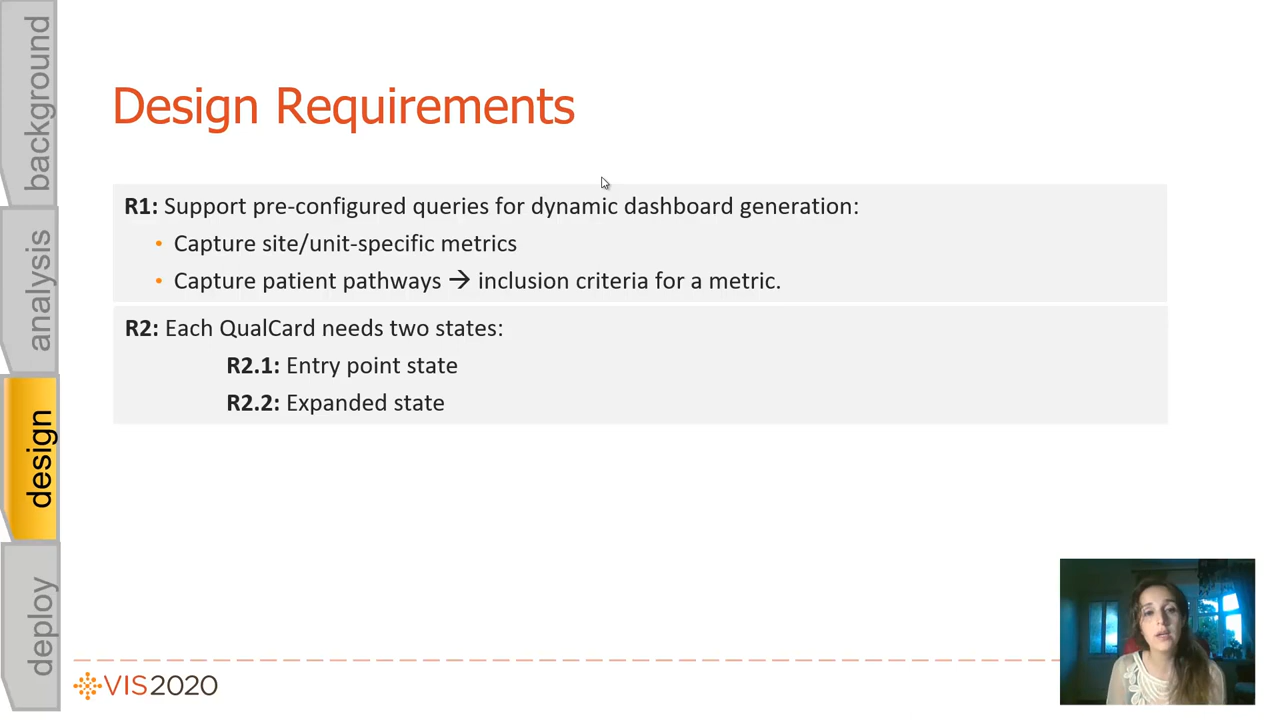 background
analysis
design
deploy
Design Requirements
R1: Support pre-configured queries for dynamic dashboard generation:
• Capture site/unit-specific metrics
• Capture patient pathways → inclusion criteria for a metric.
R2: Each QualCard needs two states:
R2.1: Entry point state
R2.2: Expanded state
VIS2020